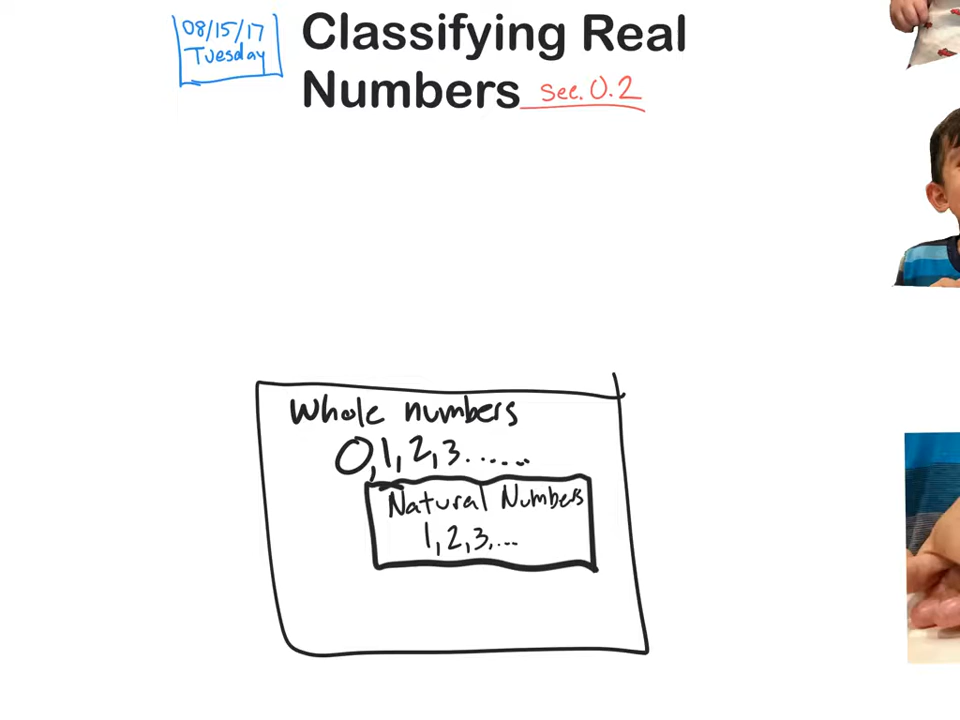 08/15/17
Tuesday
Classifying Real
Numbers sec. 0.2
Whole numbers
0,1,2,3......
Natural Numbers
1,2,3,...